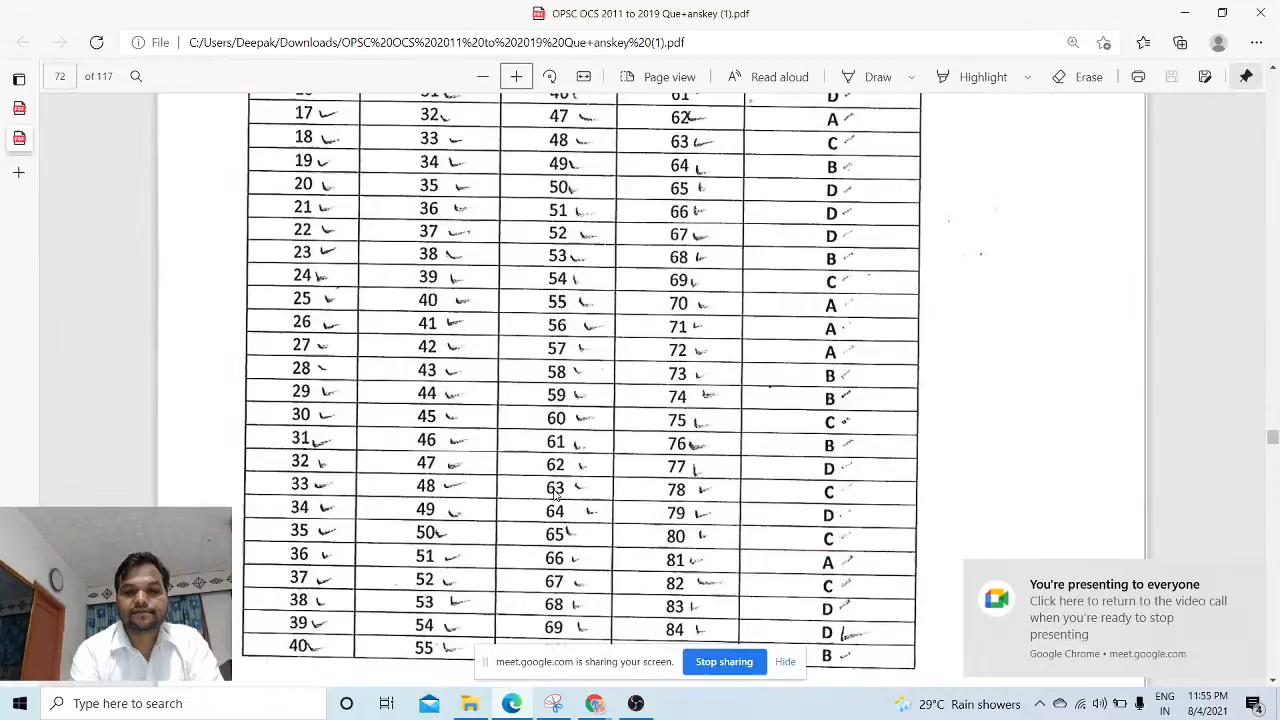 OPSC OCS 2011 to 2019 Que+anskey (1).pdf
File C:/Users/Deepak/Downloads/OPSC%20OCS%202011%20to%202019%20Que+anskey%20(1).pdf
72 of 117 Page view Read aloud Draw Highlight Erase
16 31 46 61 D
17 32 47 62 A
18 33 48 63 C
19 34 49 64 B
20 35 50 65 D
21 36 51 66 D
22 37 52 67 D
23 38 53 68 B
24 39 54 69 C
25 40 55 70 A
26 41 56 71 A
27 42 57 72 A
28 43 58 73 B
29 44 59 74 B
30 45 60 75 C
31 46 61 76 B
32 47 62 77 D
33 48 63 78 C
34 49 64 79 D
35 50 65 80 C
36 51 66 81 A
37 52 67 82 C
38 53 68 83 D
39 54 69 84 D
40 55 B
You're presenting to everyone
Click here to return to the video call
when you're ready to stop
presenting
Google Chrome • meet.google.com
meet.google.com is sharing your screen. Stop sharing Hide
Type here to search
29°C Rain showers
ENG
IN
11:55 PM
8/4/2021
4